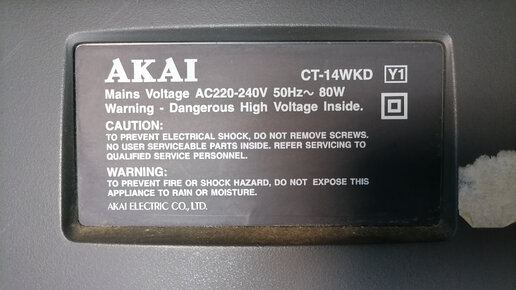 AKAI CT-14WKD Y1
Mains Voltage AC220-240V 50Hz～ 80W
Warning - Dangerous High Voltage Inside.
CAUTION:
TO PREVENT ELECTRICAL SHOCK, DO NOT REMOVE SCREWS.
NO USER SERVICEABLE PARTS INSIDE. REFER SERVICING TO
QUALIFIED SERVICE PERSONNEL.
WARNING:
TO PREVENT FIRE OR SHOCK HAZARD, DO NOT EXPOSE THIS
APPLIANCE TO RAIN OR MOISTURE.
AKAI ELECTRIC CO., LTD.